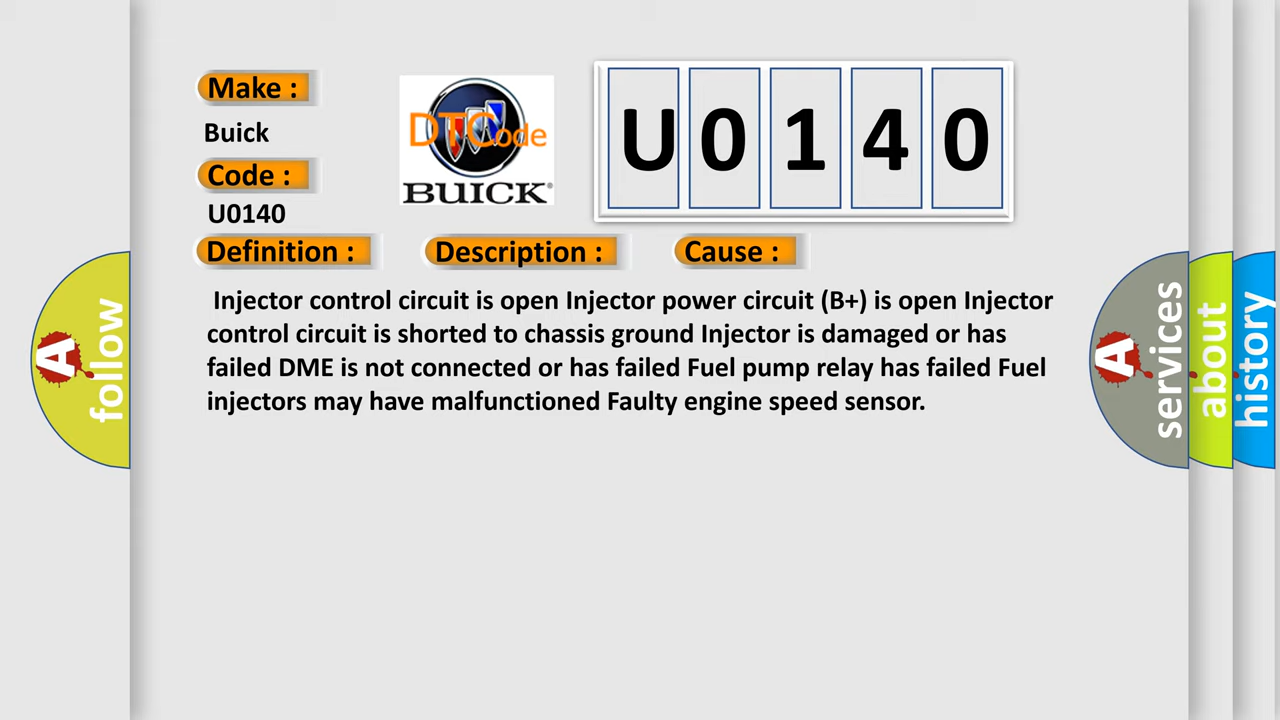 Make :
Buick
Code :
U0140
DTCode
BUICK
U0140
Definition :
Description :
Cause :
Injector control circuit is open Injector power circuit (B+) is open Injector
control circuit is shorted to chassis ground Injector is damaged or has
failed DME is not connected or has failed Fuel pump relay has failed Fuel
injectors may have malfunctioned Faulty engine speed sensor.
A
follow
A
services
about
history